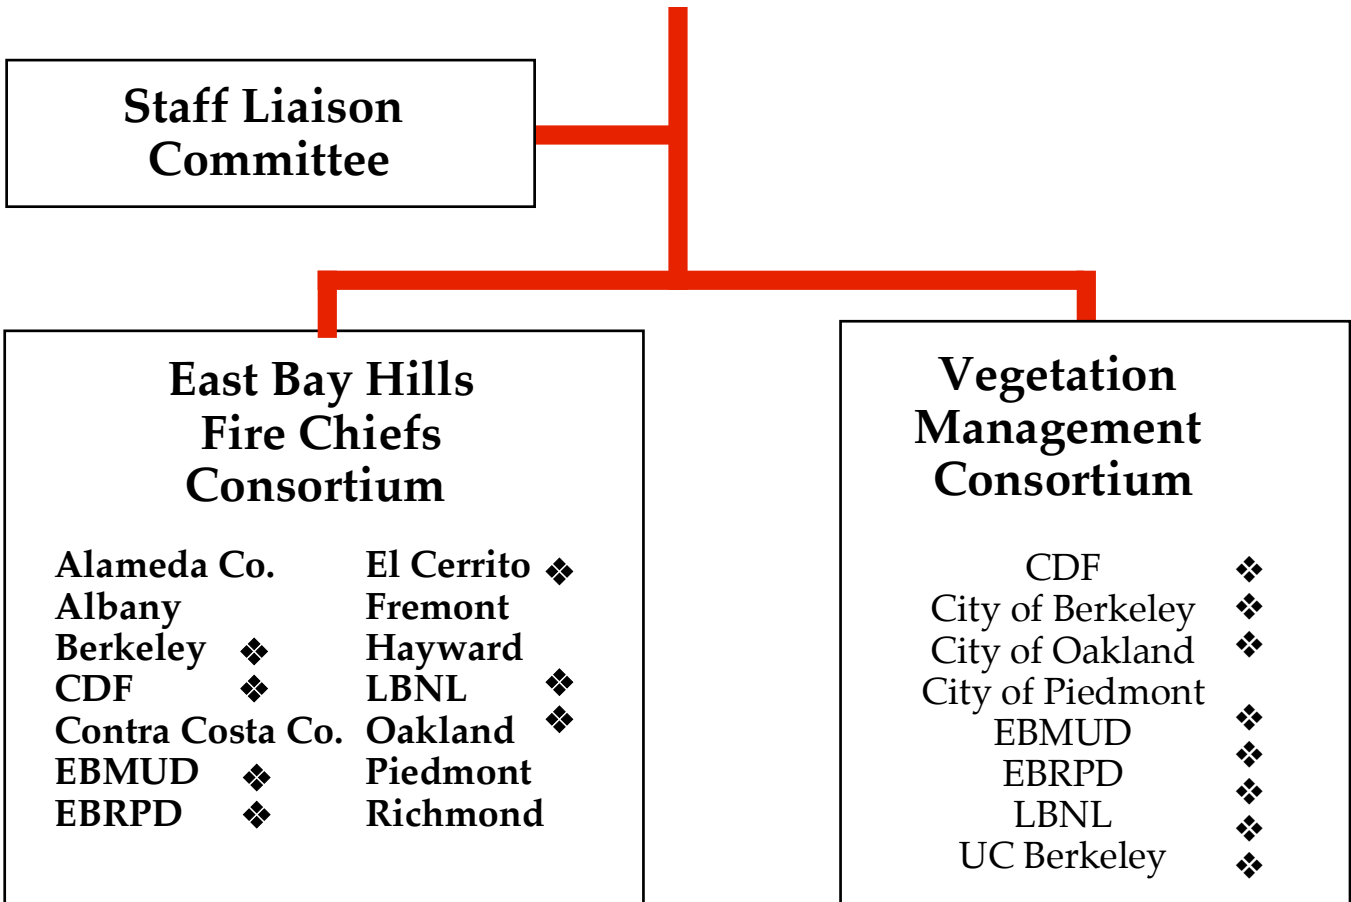 Staff Liaison
Committee
East Bay Hills
Fire Chiefs
Consortium
Alameda Co.
Albany
Berkeley ❖
CDF ❖
Contra Costa Co.
EBMUD ❖
EBRPD ❖
El Cerrito ❖
Fremont
Hayward
LBNL ❖
Oakland ❖
Piedmont
Richmond
Vegetation
Management
Consortium
CDF ❖
City of Berkeley ❖
City of Oakland ❖
City of Piedmont
EBMUD ❖
EBRPD ❖
❖
LBNL ❖
UC Berkeley ❖